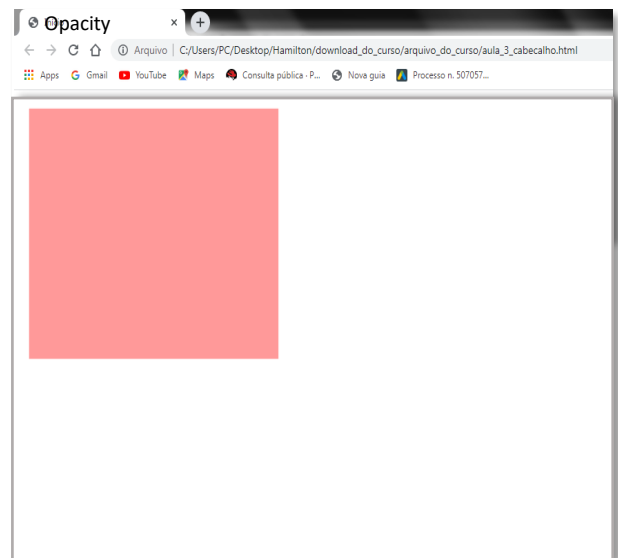 Opacity
Arquivo | C:/Users/PC/Desktop/Hamilton/download_do_curso/arquivo_do_curso/aula_3_cabecalho.html
Apps Gmail YouTube Maps Consulta pública · P... Nova guia Processo n. 507057...